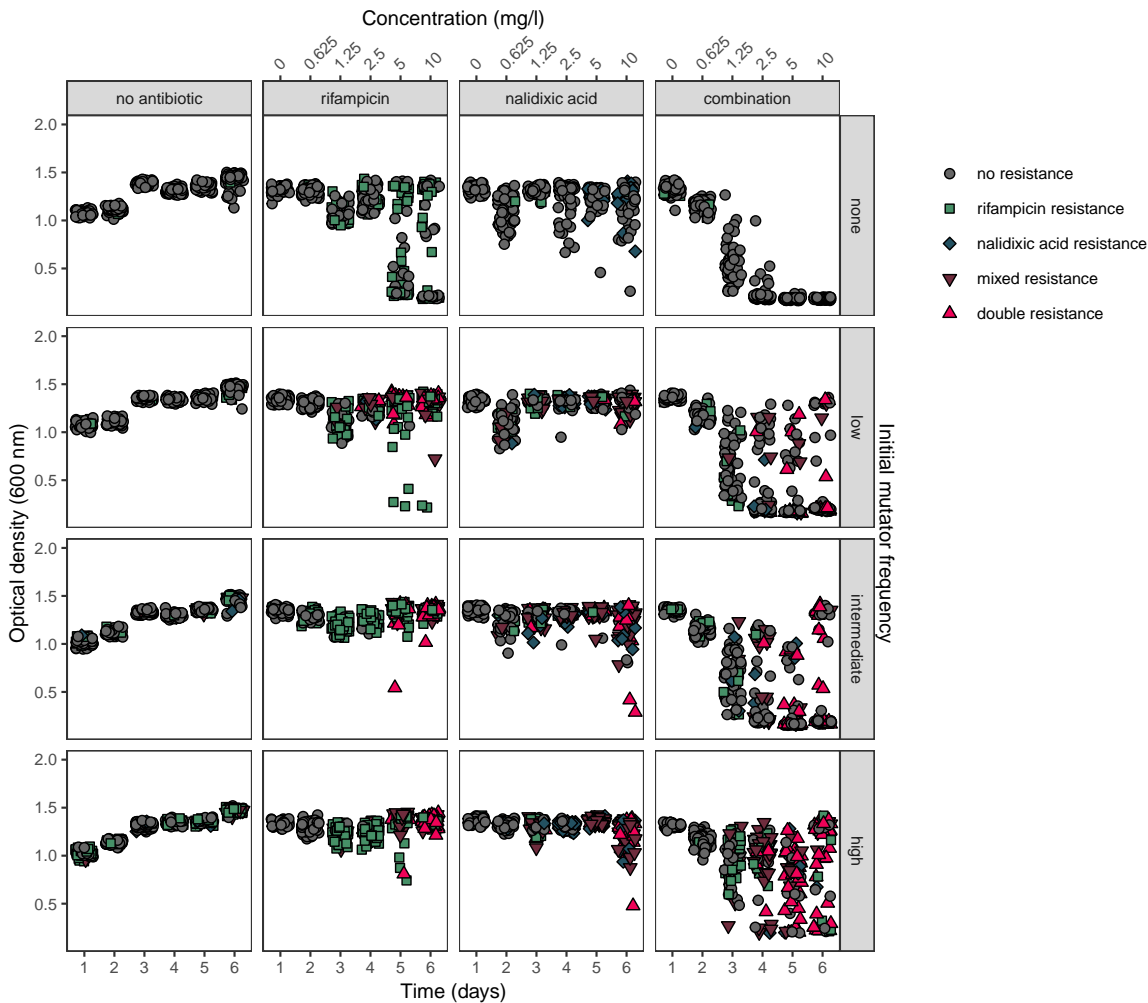 Concentration (mg/l)
0 0.625 1.25 2.5 5 10 0 0.625 1.25 2.5 5 10 0 0.625 1.25 2.5 5 10
no antibiotic rifampicin nalidixic acid combination
2.0
1.5
1.0
0.5
none
2.0
1.5
1.0
0.5
low
2.0
1.5
1.0
0.5
intermediate
2.0
1.5
1.0
0.5
high
1 2 3 4 5 6 1 2 3 4 5 6 1 2 3 4 5 6 1 2 3 4 5 6
Time (days)
Optical density (600 nm)
Initiial mutator frequency
no resistance
rifampicin resistance
nalidixic acid resistance
mixed resistance
double resistance